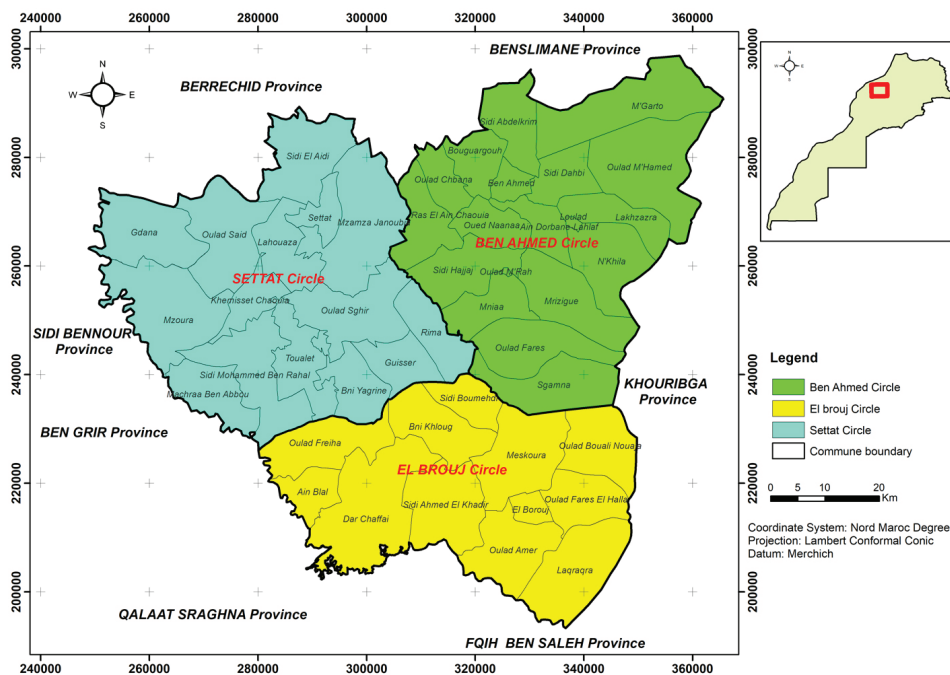 240000 260000 280000 300000 320000 340000 360000
300000
280000
260000
240000
220000
200000
300000
280000
260000
240000
220000
200000
240000 260000 280000 300000 320000 340000 360000
N
W E
S
BENSLIMANE Province
BERRECHID Province
SIDI BENNOUR
Province
BEN GRIR Province
QALAAT SRAGHNA Province
FQIH BEN SALEH Province
KHOURIBGA
Province
M'Garto
Sidi Abdelkrim
Bouguargouh
Sidi Dahbi
Oulad M'Hamed
Oulad Chbana
Ben Ahmed
Ras El Ain Chaouia
Oued Naanaa
Loulad
Ain Dorbane-Lahlaf
Lakhzazra
BEN AHMED Circle
N'Khila
Sidi Hajjaj
Oulad M'Rah
Mniaa
Mrizigue
Oulad Fares
Sgamna
Sidi El Aidi
Settat
Mzamza Janoubia
Gdana
Oulad Said
Lahouaza
SETTAT Circle
Khemisset Chaouia
Mzoura
Oulad Sghir
Rima
Toualet
Guisser
Sidi Mohammed Ben Rahal
Machraa Ben Abbou
Bni Yagrine
Sidi Boumehdi
Bni Khloug
Oulad Freiha
Meskoura
Oulad Bouali Nouaja
EL BROUJ Circle
Ain Blal
Sidi Ahmed El Khadir
Oulad Fares El Halla
El Borouj
Dar Chaffai
Oulad Amer
Laqraqra
N
W E
S
Legend
Ben Ahmed Circle
El brouj Circle
Settat Circle
Commune boundary
0 5 10 20
Km
Coordinate System: Nord Maroc Degree
Projection: Lambert Conformal Conic
Datum: Merchich